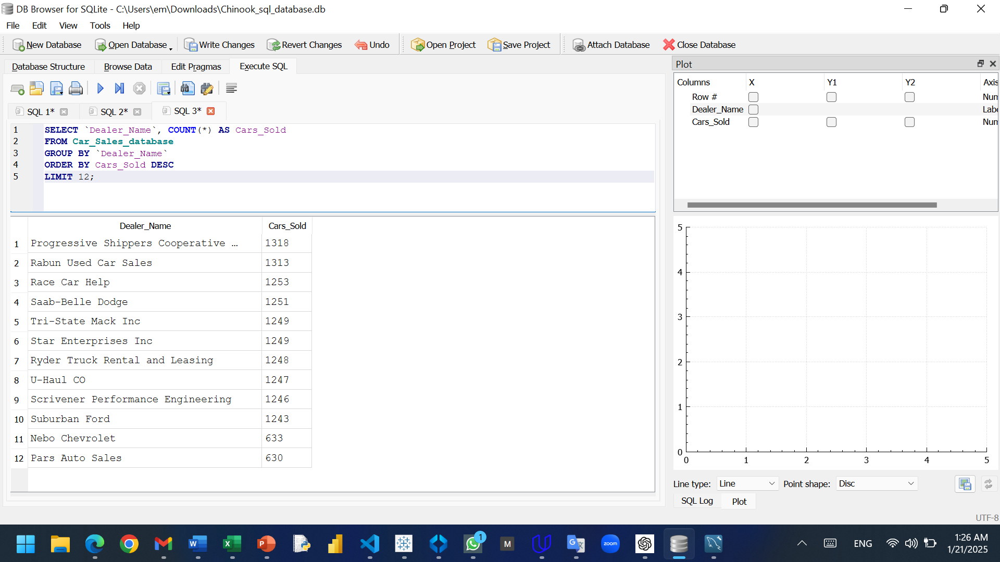 DB Browser for SQLite - C:\Users\em\Downloads\Chinook_sql_database.db
File Edit View Tools Help
New Database Open Database Write Changes Revert Changes Undo Open Project Save Project Attach Database Close Database
Database Structure Browse Data Edit Pragmas Execute SQL
SQL 1* SQL 2* SQL 3*
1 SELECT `Dealer_Name`, COUNT(*) AS Cars_Sold
2 FROM Car_Sales_database
3 GROUP BY `Dealer_Name`
4 ORDER BY Cars_Sold DESC
5 LIMIT 12;
Dealer_Name Cars_Sold
1 Progressive Shippers Cooperative … 1318
2 Rabun Used Car Sales 1313
3 Race Car Help 1253
4 Saab-Belle Dodge 1251
5 Tri-State Mack Inc 1249
6 Star Enterprises Inc 1249
7 Ryder Truck Rental and Leasing 1248
8 U-Haul CO 1247
9 Scrivener Performance Engineering 1246
10 Suburban Ford 1243
11 Nebo Chevrolet 633
12 Pars Auto Sales 630
Plot
Columns X Y1 Y2 Axis
Row # Num
Dealer_Name Labe
Cars_Sold Num
5
4
3
2
1
0
0 1 2 3 4 5
Line type: Line Point shape: Disc
SQL Log Plot
UTF-8
W X P 1 M G zoom
ENG
1:26 AM
1/21/2025